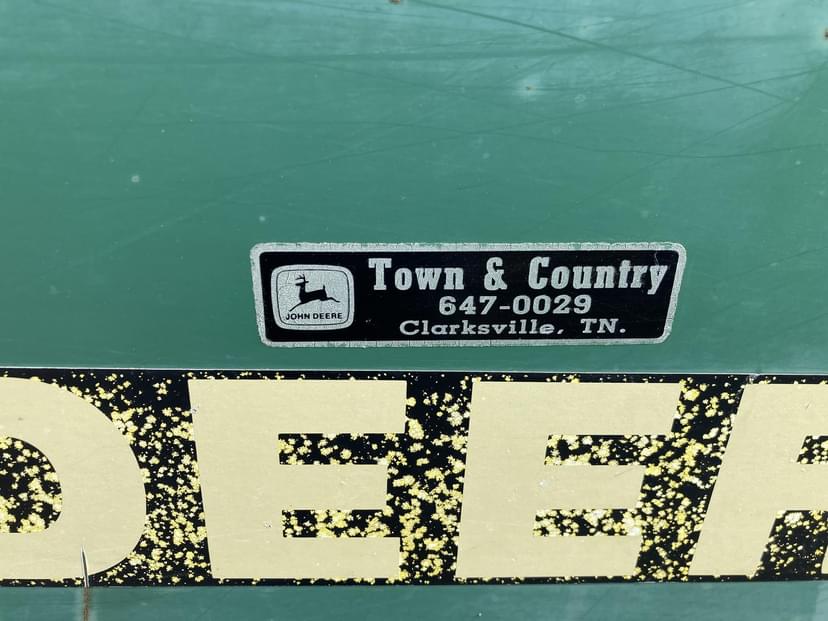 JOHN DEERE
Town & Country
647-0029
Clarksville, TN.
DEER